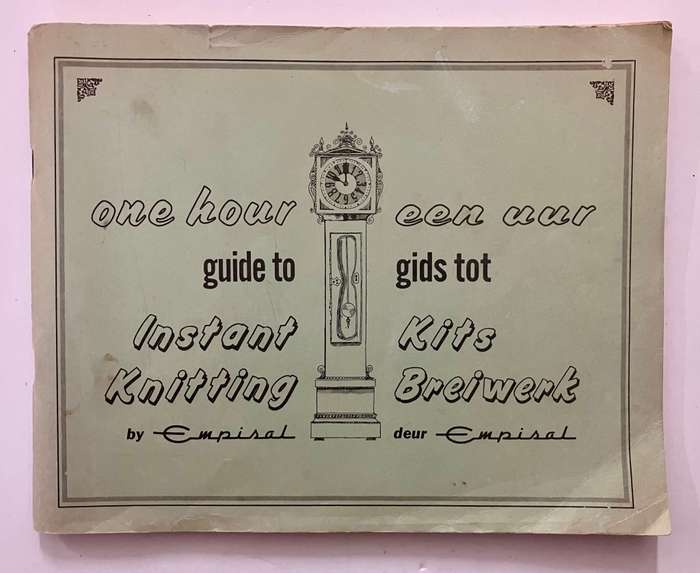 one hour
guide to
Instant
Knitting
by Empisal
een uur
gids tot
Kits
Breiwerk
deur Empisal